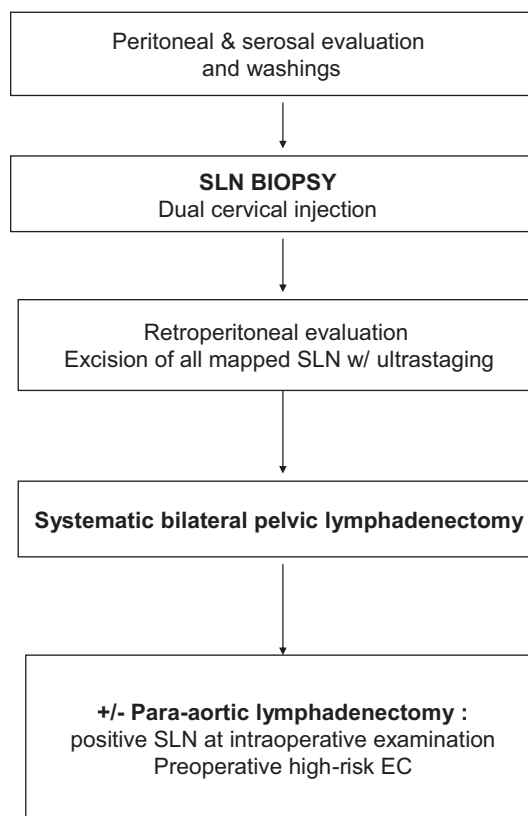 Peritoneal & serosal evaluation
and washings
SLN BIOPSY
Dual cervical injection
Retroperitoneal evaluation
Excision of all mapped SLN w/ ultrastaging
Systematic bilateral pelvic lymphadenectomy
+/- Para-aortic lymphadenectomy :
positive SLN at intraoperative examination
Preoperative high-risk EC